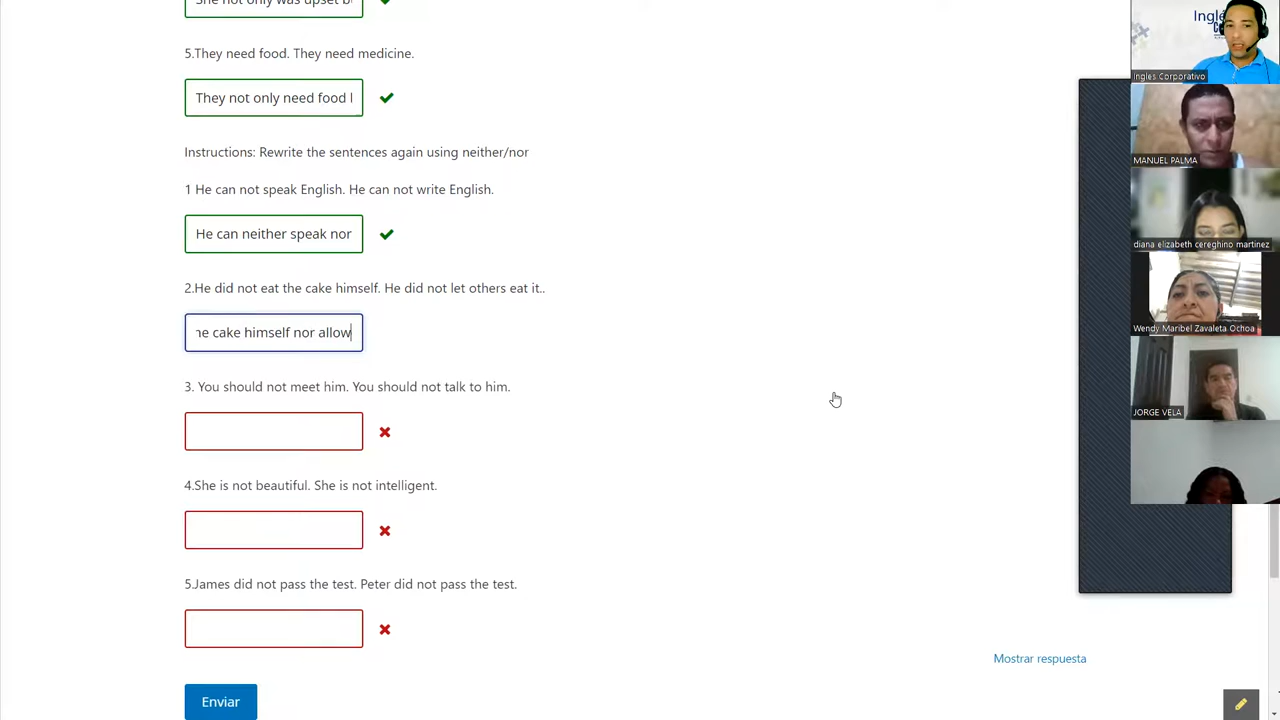 She not only was upset b
5.They need food. They need medicine.
They not only need food l
Instructions: Rewrite the sentences again using neither/nor
1 He can not speak English. He can not write English.
He can neither speak nor
2.He did not eat the cake himself. He did not let others eat it..
he cake himself nor allow
3. You should not meet him. You should not talk to him.
4.She is not beautiful. She is not intelligent.
5.James did not pass the test. Peter did not pass the test.
Mostrar respuesta
Enviar
Inglé
Ingles Corporativo
MANUEL PALMA
diana elizabeth cereghino martinez
Wendy Maribel Zavaleta Ochoa
JORGE VELA